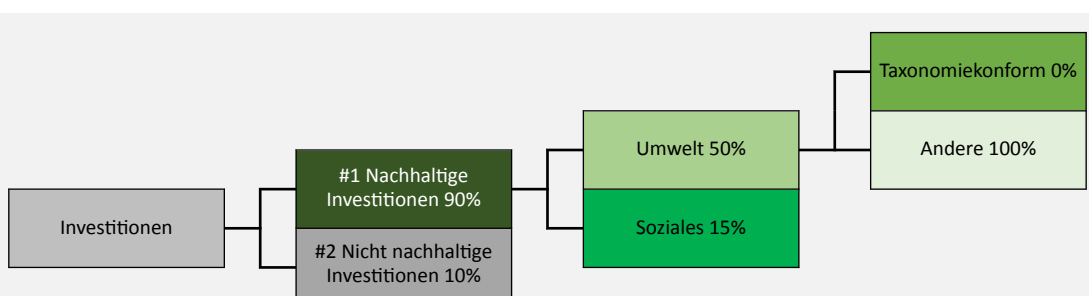 Investitionen
#1 Nachhaltige
Investitionen 90%
#2 Nicht nachhaltige
Investitionen 10%
Umwelt 50%
Soziales 15%
Taxonomiekonform 0%
Andere 100%